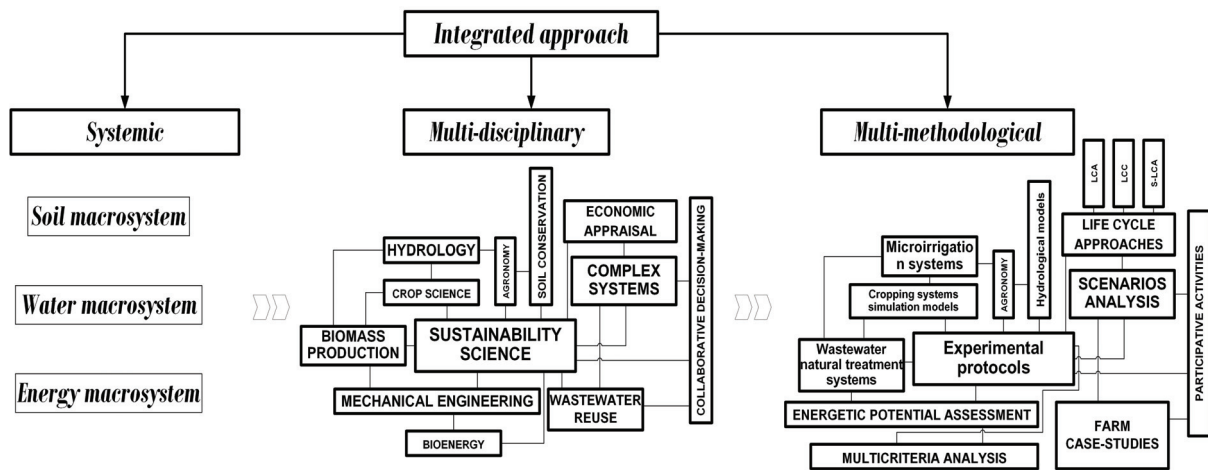 Integrated approach
Systemic
Multi-disciplinary
Multi-methodological
Soil macrosystem
Water macrosystem
Energy macrosystem
HYDROLOGY
AGRONOMY
SOIL CONSERVATION
ECONOMIC
APPRAISAL
COLLABORATIVE DECISION-MAKING
CROP SCIENCE
COMPLEX
SYSTEMS
BIOMASS
PRODUCTION
SUSTAINABILITY
SCIENCE
MECHANICAL ENGINEERING
WASTEWATER
REUSE
BIOENERGY
LCA
LCC
S-LCA
Hydrological models
LIFE CYCLE
APPROACHES
PARTICIPATIVE ACTIVITIES
Microirrigatio
n systems
AGRONOMY
SCENARIOS
ANALYSIS
Cropping systems
simulation models
Wastewater
natural treatment
systems
Experimental
protocols
ENERGETIC POTENTIAL ASSESSMENT
FARM
CASE-STUDIES
MULTICRITERIA ANALYSIS